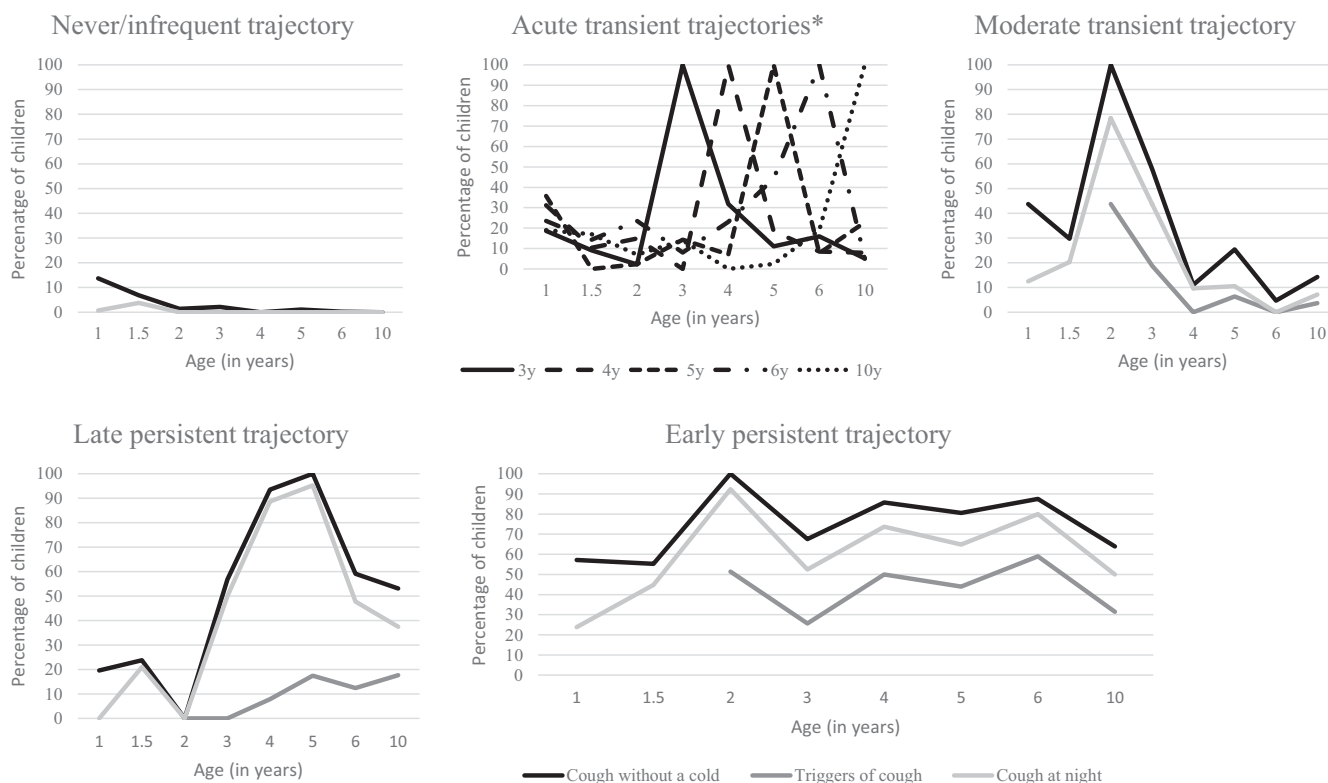 Never/infrequent trajectory
Percenatge of children
100
90
80
70
60
50
40
30
20
10
0
1 1.5 2 3 4 5 6 10
Age (in years)
Acute transient trajectories*
Percentage of children
100
90
80
70
60
50
40
30
20
10
0
1 1.5 2 3 4 5 6 10
Age (in years)
3y 4y 5y 6y 10y
Moderate transient trajectory
Percentage of children
100
90
80
70
60
50
40
30
20
10
0
1 1.5 2 3 4 5 6 10
Age (in years)
Late persistent trajectory
Percentage of children
100
90
80
70
60
50
40
30
20
10
0
1 1.5 2 3 4 5 6 10
Age (in years)
Early persistent trajectory
Percentage of children
100
90
80
70
60
50
40
30
20
10
0
1 1.5 2 3 4 5 6 10
Age (in years)
Cough without a cold Triggers of cough Cough at night